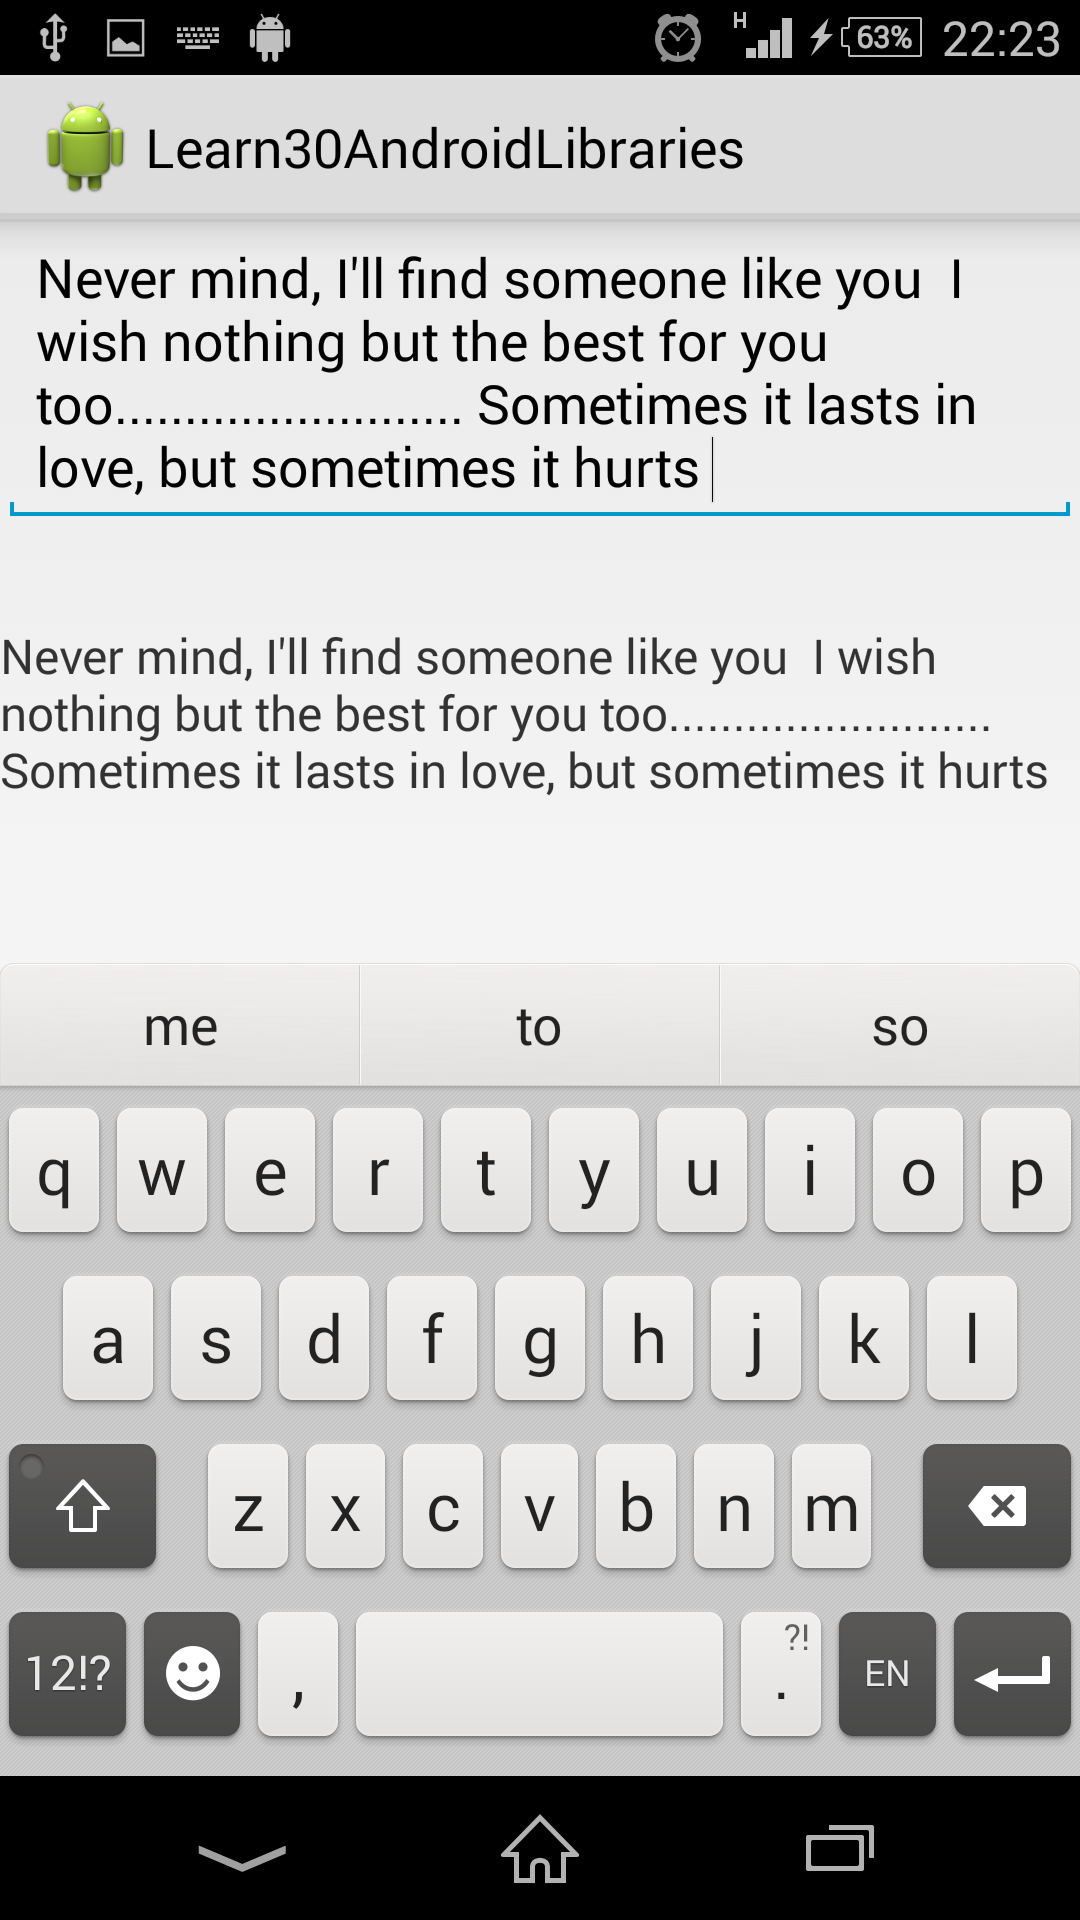 H 63% 22:23
Learn30AndroidLibraries
Never mind, I'll find someone like you  I
wish nothing but the best for you
too........................ Sometimes it lasts in
love, but sometimes it hurts
Never mind, I'll find someone like you  I wish
nothing but the best for you too........................
Sometimes it lasts in love, but sometimes it hurts
me to so
q w e r t y u i o p
a s d f g h j k l
z x c v b n m
12!? , ?! . EN